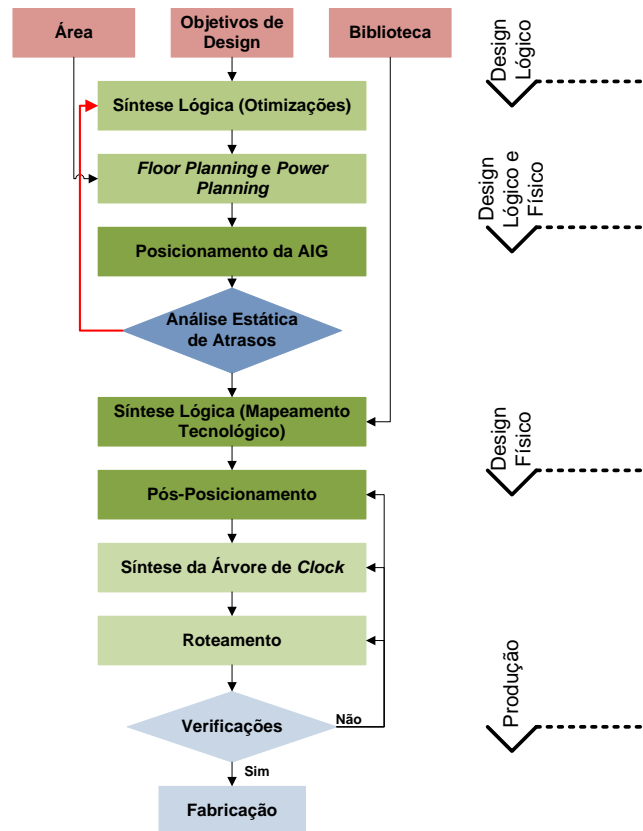 Área
Objetivos de
Design
Biblioteca
Síntese Lógica (Otimizações)
Floor Planning e Power
Planning
Posicionamento da AIG
Análise Estática
de Atrasos
Síntese Lógica (Mapeamento
Tecnológico)
Pós-Posicionamento
Síntese da Árvore de Clock
Roteamento
Verificações
Não
Sim
Fabricação
Design
Lógico
Design
Lógico e
Físico
Design
Físico
Produção